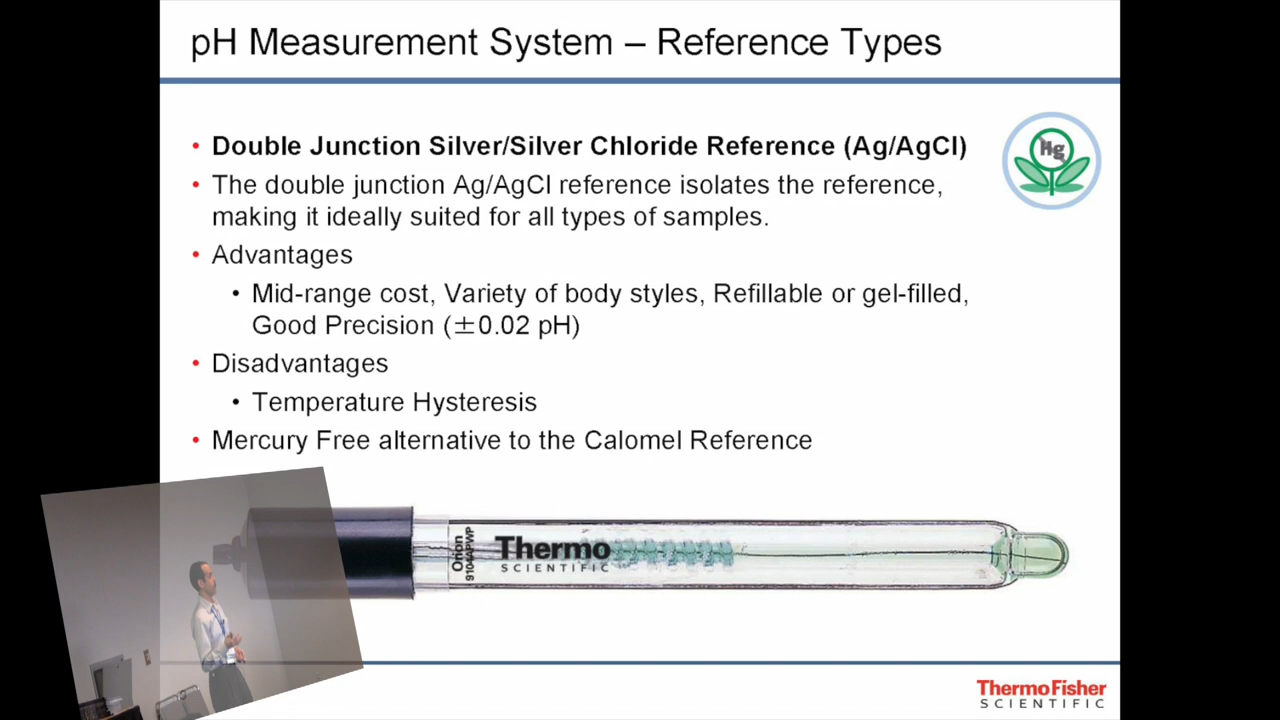 pH Measurement System – Reference Types
• Double Junction Silver/Silver Chloride Reference (Ag/AgCl)
• The double junction Ag/AgCl reference isolates the reference,
making it ideally suited for all types of samples.
• Advantages
• Mid-range cost, Variety of body styles, Refillable or gel-filled,
Good Precision (±0.02 pH)
• Disadvantages
• Temperature Hysteresis
• Mercury Free alternative to the Calomel Reference
Hg
Orion
9104APWP
Thermo
SCIENTIFIC
ThermoFisher
SCIENTIFIC